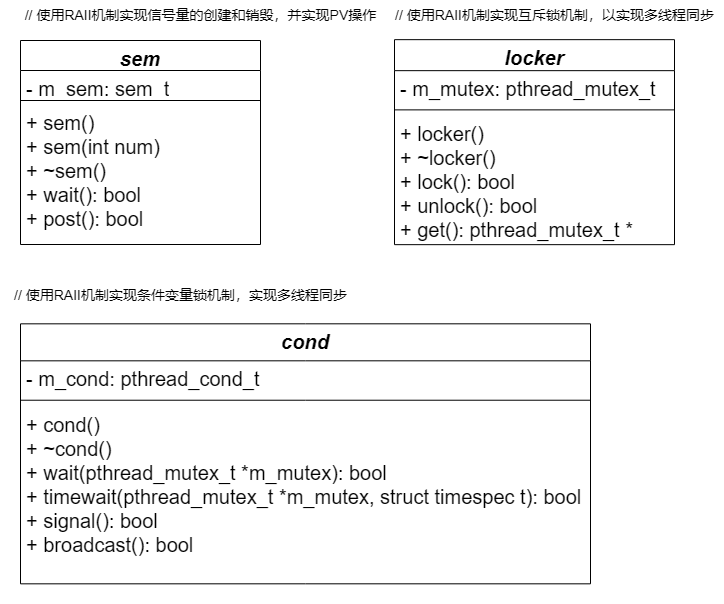 // 使用RAII机制实现信号量的创建和销毁，并实现PV操作
// 使用RAII机制实现互斥锁机制，以实现多线程同步
sem
- m_sem: sem_t
+ sem()
+ sem(int num)
+ ~sem()
+ wait(): bool
+ post(): bool
locker
- m_mutex: pthread_mutex_t
+ locker()
+ ~locker()
+ lock(): bool
+ unlock(): bool
+ get(): pthread_mutex_t *
// 使用RAII机制实现条件变量锁机制，实现多线程同步
cond
- m_cond: pthread_cond_t
+ cond()
+ ~cond()
+ wait(pthread_mutex_t *m_mutex): bool
+ timewait(pthread_mutex_t *m_mutex, struct timespec t): bool
+ signal(): bool
+ broadcast(): bool